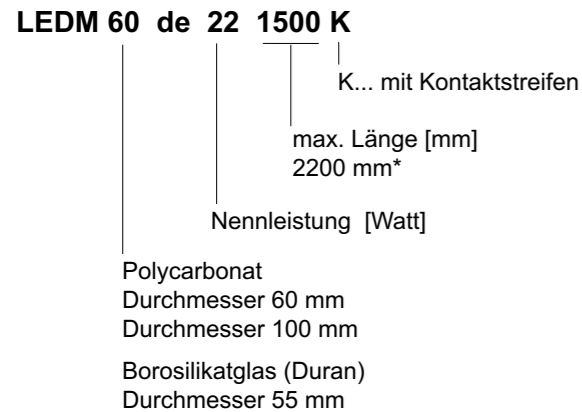 LEDM 60 de 22 1500 K
K... mit Kontaktstreifen
max. Länge [mm]
2200 mm*
Nennleistung [Watt]
Polycarbonat
Durchmesser 60 mm
Durchmesser 100 mm
Borosilikatglas (Duran)
Durchmesser 55 mm